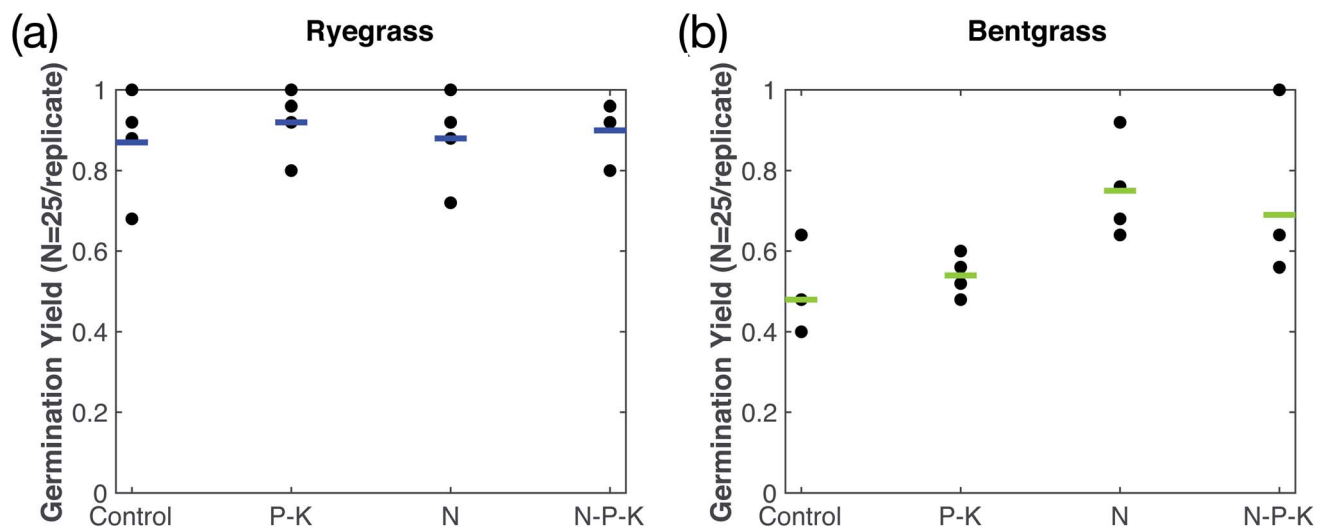 (a)
Ryegrass
Germination Yield (N=25/replicate)
1
0.8
0.6
0.4
0.2
0
Control P-K N N-P-K
(b)
Bentgrass
Germination Yield (N=25/replicate)
1
0.8
0.6
0.4
0.2
0
Control P-K N N-P-K